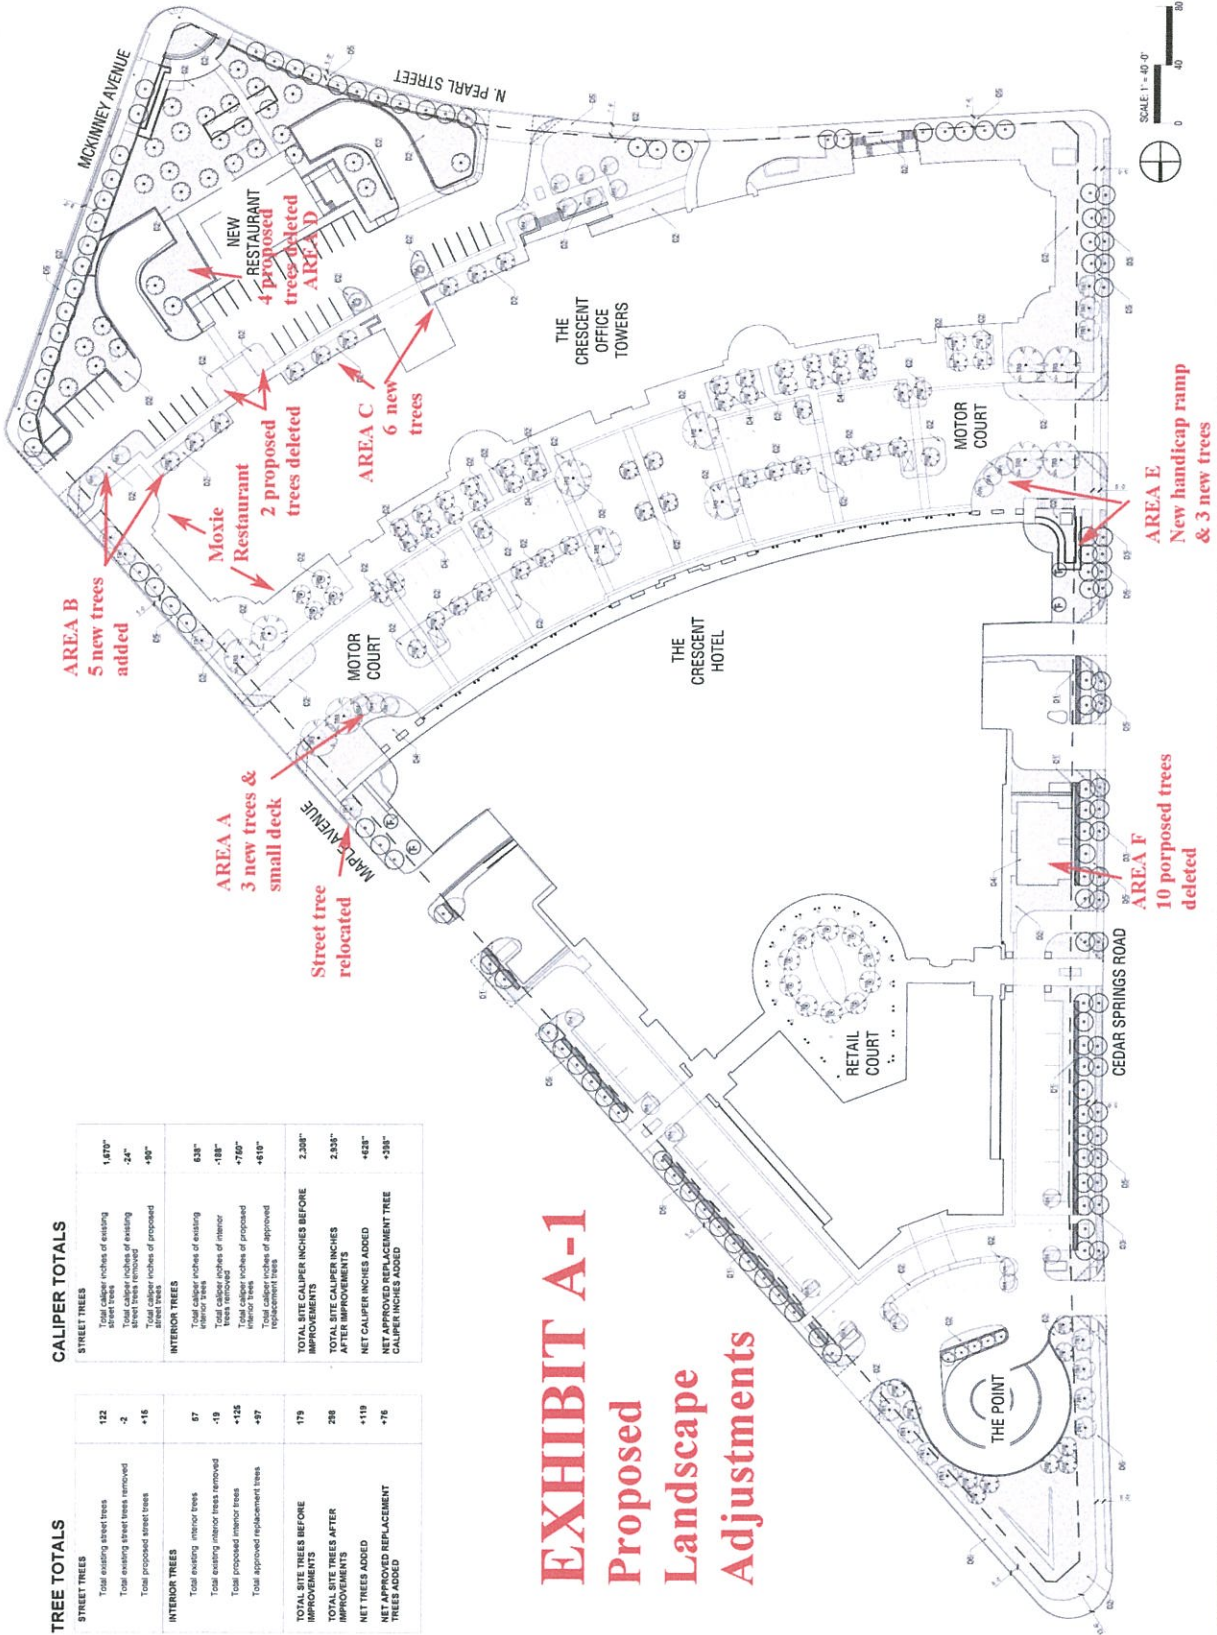 TREE TOTALS
STREET TREES
Total existing street trees 122
Total existing street trees removed -2
Total proposed street trees +15
INTERIOR TREES
Total existing interior trees 57
Total existing interior trees removed -19
Total proposed interior trees +125
Total approved replacement trees +97
TOTAL SITE TREES BEFORE
IMPROVEMENTS 179
TOTAL SITE TREES AFTER
IMPROVEMENTS 298
NET TREES ADDED +119
NET APPROVED REPLACEMENT
TREES ADDED +76
CALIPER TOTALS
STREET TREES
Total caliper inches of existing
street trees 1,670"
Total caliper inches of existing
street trees removed -24"
Total caliper inches of proposed
street trees +90"
INTERIOR TREES
Total caliper inches of existing
interior trees 638"
Total caliper inches of interior
trees removed -188"
Total caliper inches of proposed
interior trees +750"
Total caliper inches of approved
replacement trees +610"
TOTAL SITE CALIPER INCHES BEFORE
IMPROVEMENTS 2,308"
TOTAL SITE CALIPER INCHES
AFTER IMPROVEMENTS 2,936"
NET CALIPER INCHES ADDED +628"
NET APPROVED REPLACEMENT TREE
CALIPER INCHES ADDED +398"
EXHIBIT A-1
Proposed
Landscape
Adjustments
AREA B
5 new trees
added
AREA A
3 new trees &
small deck
Street tree
relocated
MAPLE AVENUE
Moxie
Restaurant
2 proposed
trees deleted
AREA C
6 new
trees
MCKINNEY AVENUE
N. PEARL STREET
NEW
RESTAURANT
4 proposed
trees deleted
AREA D
THE
CRESCENT
OFFICE
TOWERS
MOTOR
COURT
MOTOR
COURT
THE
CRESCENT
HOTEL
RETAIL
COURT
THE POINT
CEDAR SPRINGS ROAD
AREA F
10 porposed trees
deleted
AREA E
New handicap ramp
& 3 new trees
SCALE: 1" = 40'-0"
0 40 80